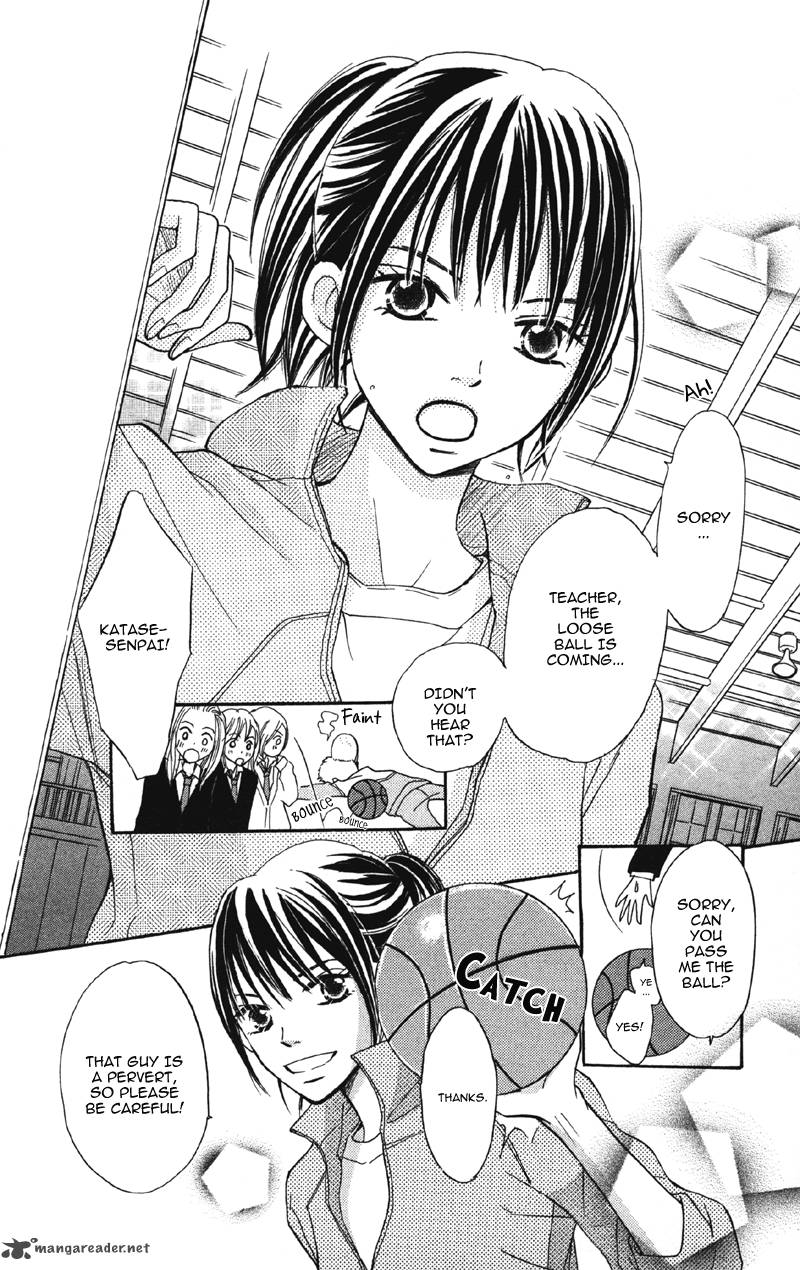 Ah!
SORRY
...
TEACHER,
THE
LOOSE
BALL IS
COMING...
DIDN'T
YOU
HEAR
THAT?
KATASE-
SENPAI!
Faint
BOUNCE
BOUNCE
SORRY,
CAN
YOU
PASS
ME THE
BALL?
YE
...
YES!
CATCH
THANKS.
THAT GUY IS
A PERVERT,
SO PLEASE
BE CAREFUL!
mangareader.net